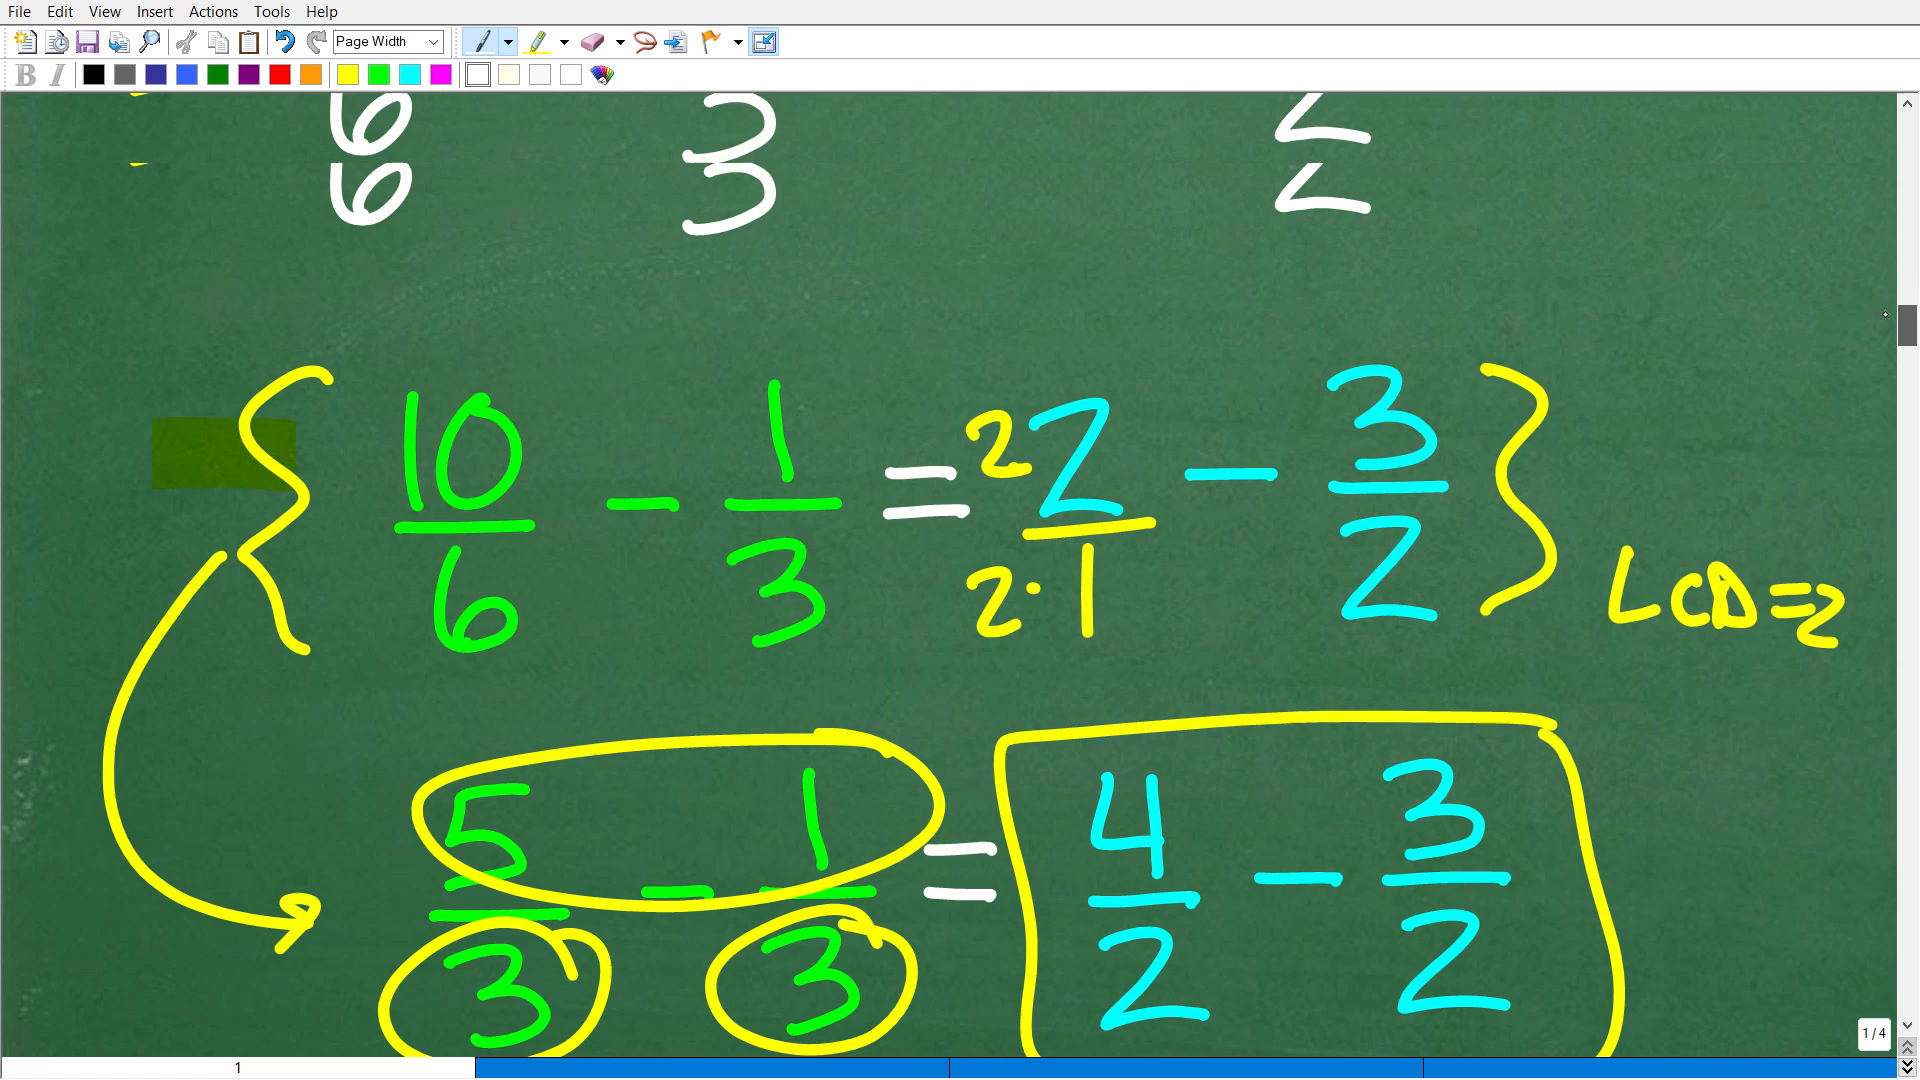 File Edit View Insert Actions Tools Help
Page Width
B I
6 3 2
6 3 2
10/6 - 1/3 = 2 2/2·1 - 3/2
LCD=2
5/3 - 1/3 = 4/2 - 3/2
1 / 4
1